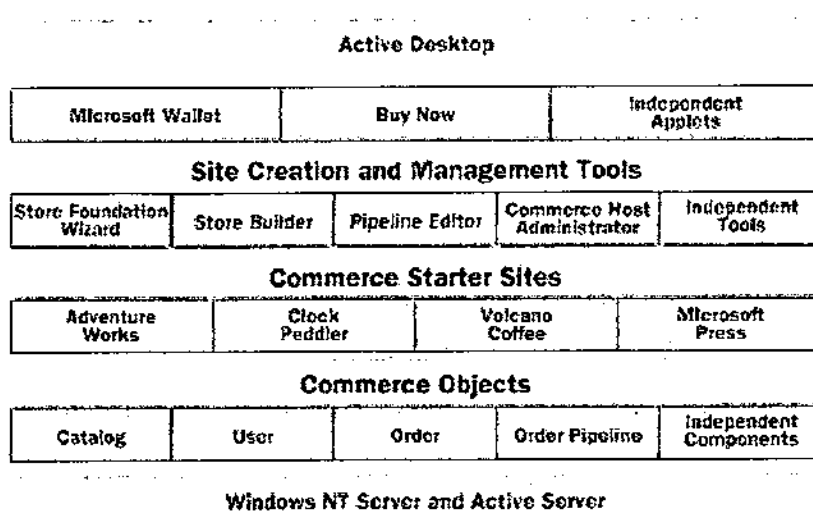 Active Desktop
Microsoft Wallet
Buy Now
Independent
Applets
Site Creation and Management Tools
Store Foundation
Wizard
Store Builder
Pipeline Editor
Commerce Host
Administrator
Independent
Tools
Commerce Starter Sites
Adventure
Works
Clock
Peddler
Volcano
Coffee
Microsoft
Press
Commerce Objects
Catalog
User
Order
Order Pipeline
Independent
Components
Windows NT Server and Active Server